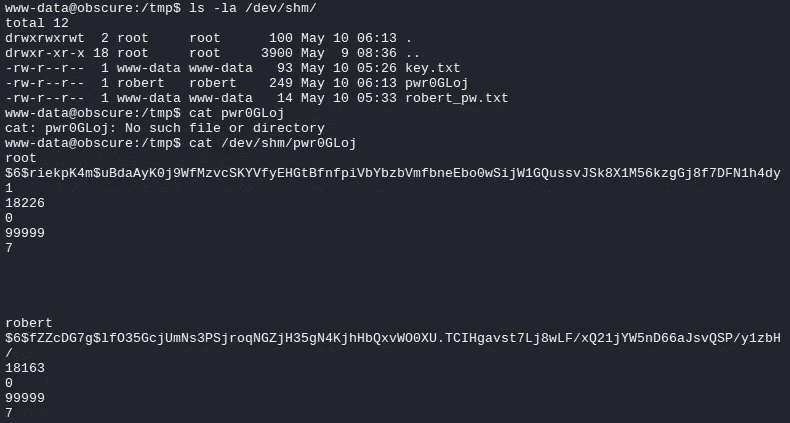 www-data@obscure:/tmp$ ls -la /dev/shm/
total 12
drwxrwxrwt  2 root     root      100 May 10 06:13 .
drwxr-xr-x 18 root     root     3900 May  9 08:36 ..
-rw-r--r--  1 www-data www-data   93 May 10 05:26 key.txt
-rw-r--r--  1 robert   robert    249 May 10 06:13 pwr0GLoj
-rw-r--r--  1 www-data www-data   14 May 10 05:33 robert_pw.txt
www-data@obscure:/tmp$ cat pwr0GLoj
cat: pwr0GLoj: No such file or directory
www-data@obscure:/tmp$ cat /dev/shm/pwr0GLoj
root
$6$riekpK4m$uBdaAyK0j9WfMzvcSKYVfyEHGtBfnfpiVbYbzbVmfbneEbo0wSijW1GQussvJSk8X1M56kzgGj8f7DFN1h4dy
1
18226
0
99999
7
robert
$6$fZZcDG7g$lfO35GcjUmNs3PSjroqNGZjH35gN4KjhHbQxvWO0XU.TCIHgavst7Lj8wLF/xQ21jYW5nD66aJsvQSP/y1zbH
/
18163
0
99999
7